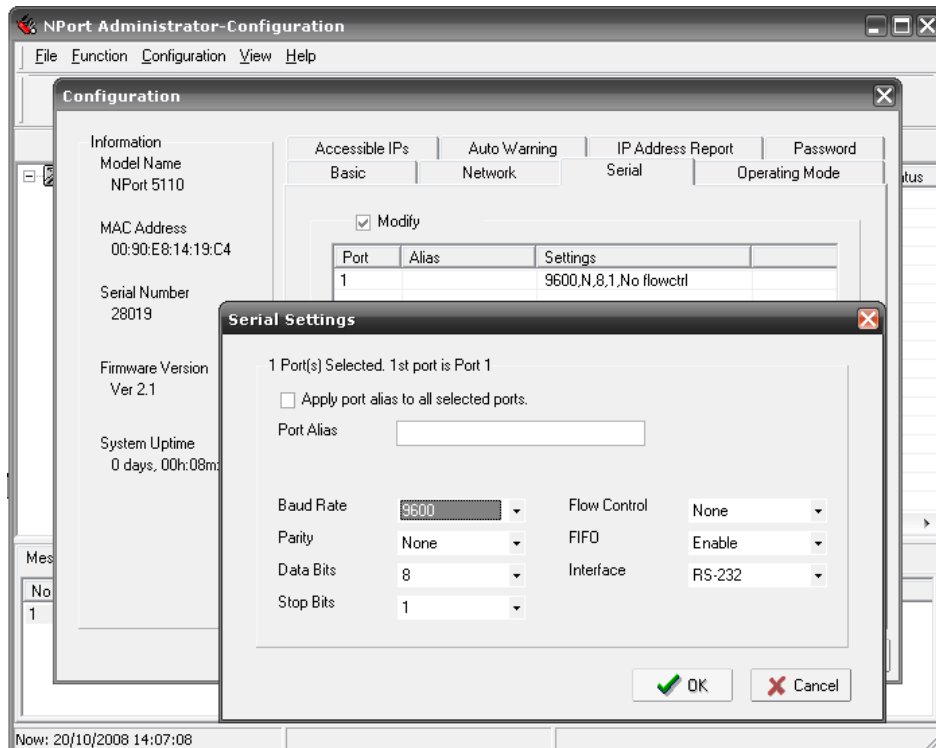 NPort Administrator-Configuration
File Function Configuration View Help
Configuration
Information
Model Name
NPort 5110
MAC Address
00:90:E8:14:19:C4
Serial Number
28019
Firmware Version
Ver 2.1
System Uptime
0 days, 00h:08m:
Accessible IPs Auto Warning IP Address Report Password
Basic Network Serial Operating Mode
Modify
Port Alias Settings
1 9600,N,8,1,No flowctrl
Serial Settings
1 Port(s) Selected. 1st port is Port 1
Apply port alias to all selected ports.
Port Alias
Baud Rate 9600 Flow Control None
Parity None FIFO Enable
Data Bits 8 Interface RS-232
Stop Bits 1
OK Cancel
Mes
No
1
Now: 20/10/2008 14:07:08